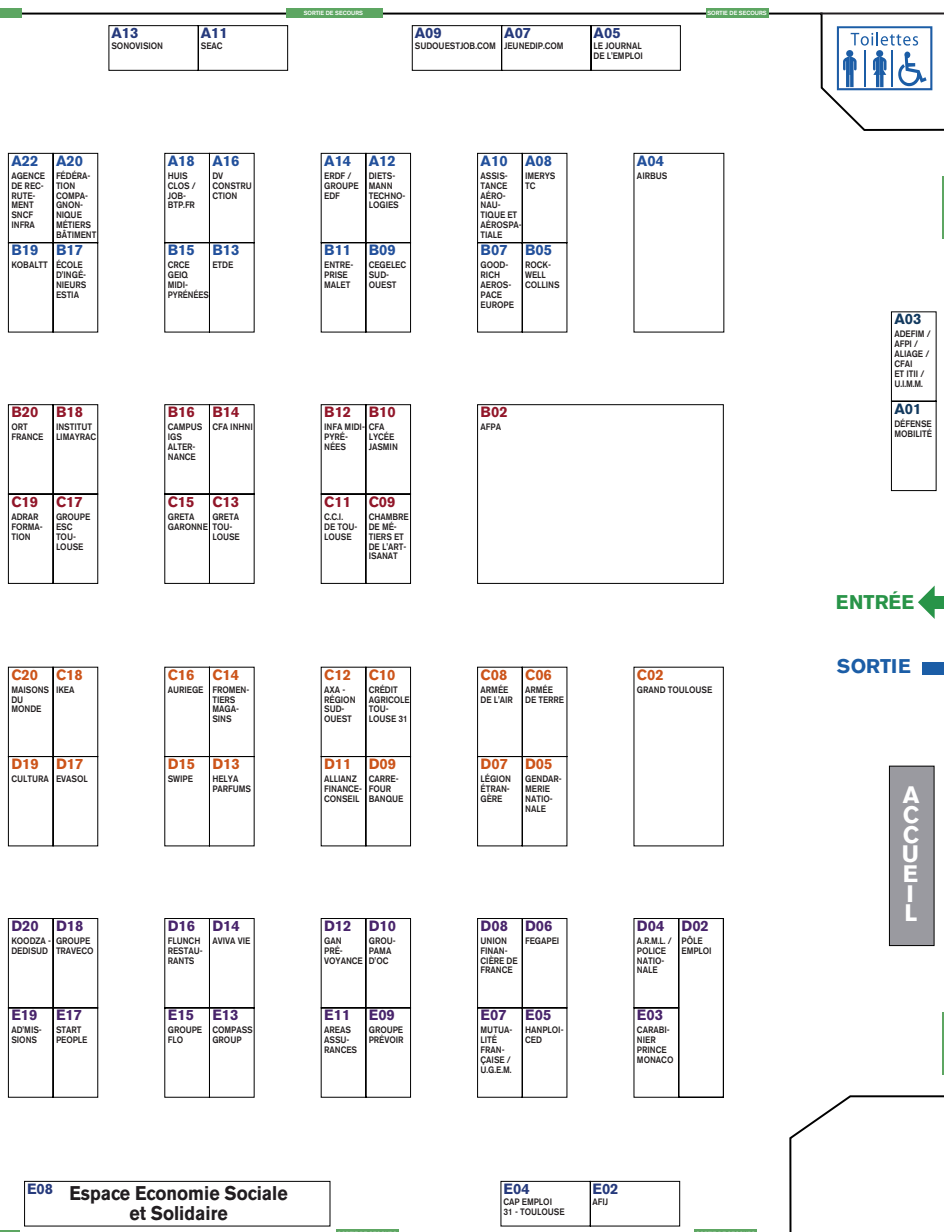 SORTIE DE SECOURS
SORTIE DE SECOURS
A13
SONOVISION
A11
SEAC
A09
SUDOUESTJOB.COM
A07
JEUNEDIP.COM
A05
LE JOURNAL
DE L'EMPLOI
Toilettes
A22
AGENCE
DE REC-
RUTE-
MENT
SNCF
INFRA
A20
FÉDÉRA-
TION
COMPA-
GNON-
NIQUE
MÉTIERS
BÂTIMENT
A18
HUIS
CLOS /
JOB-
BTP.FR
A16
DV
CONSTRU
CTION
A14
ERDF /
GROUPE
EDF
A12
DIETS-
MANN
TECHNO-
LOGIES
A10
ASSIS-
TANCE
AÉRO-
NAU-
TIQUE ET
AÉROSPA-
TIALE
A08
IMERYS
TC
A04
AIRBUS
B19
KOBALTT
B17
ÉCOLE
D'INGÉ-
NIEURS
ESTIA
B15
CRCE
GEIQ
MIDI-
PYRÉNÉES
B13
ETDE
B11
ENTRE-
PRISE
MALET
B09
CEGELEC
SUD-
OUEST
B07
GOOD-
RICH
AEROS-
PACE
EUROPE
B05
ROCK-
WELL
COLLINS
A03
ADEFIM /
AFPI /
ALIAGE /
CFAI
ET ITII /
U.I.M.M.
A01
DÉFENSE
MOBILITÉ
B20
ORT
FRANCE
B18
INSTITUT
LIMAYRAC
B16
CAMPUS
IGS
ALTER-
NANCE
B14
CFA INHNI
B12
INFA MIDI-
PYRÉ-
NÉES
B10
CFA
LYCÉE
JASMIN
B02
AFPA
C19
ADRAR
FORMA-
TION
C17
GROUPE
ESC
TOU-
LOUSE
C15
GRETA
GARONNE
C13
GRETA
TOU-
LOUSE
C11
C.C.I.
DE TOU-
LOUSE
C09
CHAMBRE
DE MÉ-
TIERS ET
DE L'ART-
ISANAT
ENTRÉE
SORTIE
C20
MAISONS
DU
MONDE
C18
IKEA
C16
AURIEGE
C14
FROMEN-
TIERS
MAGA-
SINS
C12
AXA -
RÉGION
SUD-
OUEST
C10
CRÉDIT
AGRICOLE
TOU-
LOUSE 31
C08
ARMÉE
DE L'AIR
C06
ARMÉE
DE TERRE
C02
GRAND TOULOUSE
D19
CULTURA
D17
EVASOL
D15
SWIPE
D13
HELYA
PARFUMS
D11
ALLIANZ
FINANCE-
CONSEIL
D09
CARRE-
FOUR
BANQUE
D07
LÉGION
ÉTRAN-
GÈRE
D05
GENDAR-
MERIE
NATIO-
NALE
ACCUEIL
D20
KOODZA -
DEDISUD
D18
GROUPE
TRAVECO
D16
FLUNCH
RESTAU-
RANTS
D14
AVIVA VIE
D12
GAN
PRÉ-
VOYANCE
D10
GROU-
PAMA
D'OC
D08
UNION
FINAN-
CIÈRE DE
FRANCE
D06
FEGAPEI
D04
A.R.M.L. /
POLICE
NATIO-
NALE
D02
PÔLE
EMPLOI
E19
AD'MIS-
SIONS
E17
START
PEOPLE
E15
GROUPE
FLO
E13
COMPASS
GROUP
E11
AREAS
ASSU-
RANCES
E09
GROUPE
PRÉVOIR
E07
MUTUA-
LITÉ
FRAN-
ÇAISE /
U.G.E.M.
E05
HANPLOI-
CED
E03
CARABI-
NIER
PRINCE
MONACO
E08
Espace Economie Sociale
et Solidaire
E04
CAP EMPLOI
31 - TOULOUSE
E02
AFIJ